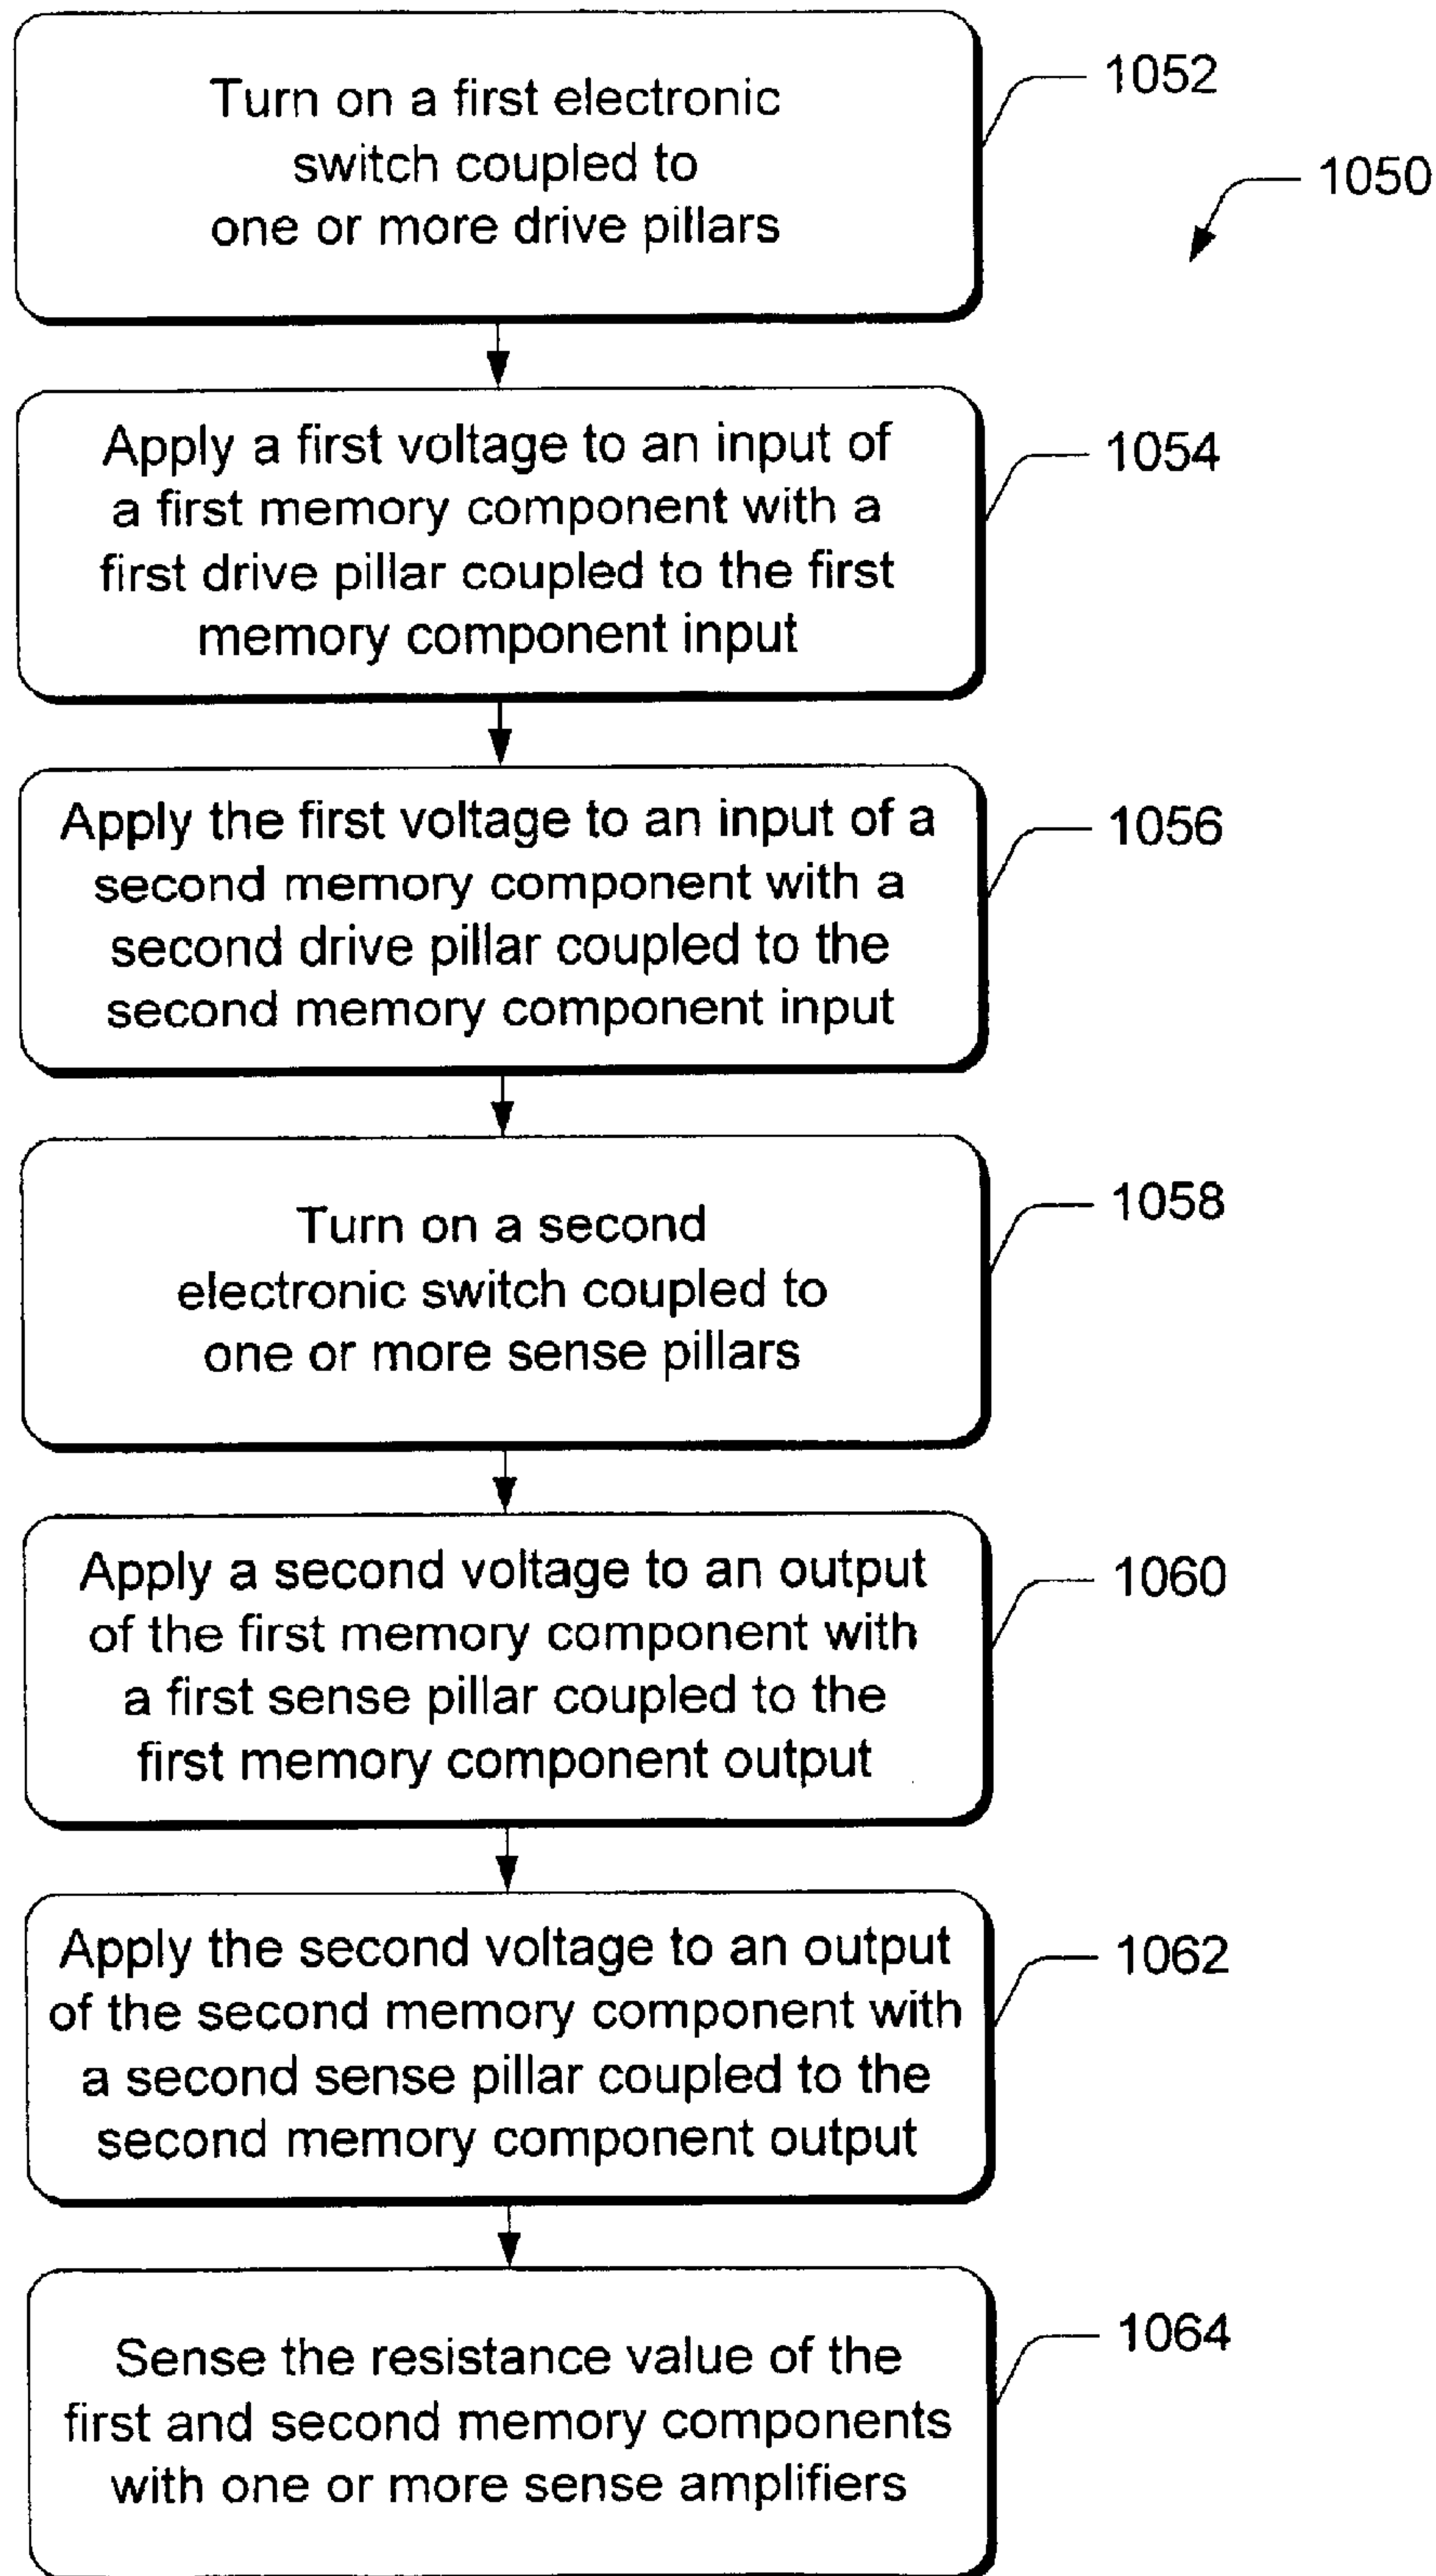 Turn on a first electronic
switch coupled to
one or more drive pillars
1052
1050
Apply a first voltage to an input of
a first memory component with a
first drive pillar coupled to the first
memory component input
1054
Apply the first voltage to an input of a
second memory component with a
second drive pillar coupled to the
second memory component input
1056
Turn on a second
electronic switch coupled to
one or more sense pillars
1058
Apply a second voltage to an output
of the first memory component with
a first sense pillar coupled to the
first memory component output
1060
Apply the second voltage to an output
of the second memory component with
a second sense pillar coupled to the
second memory component output
1062
Sense the resistance value of the
first and second memory components
with one or more sense amplifiers
1064